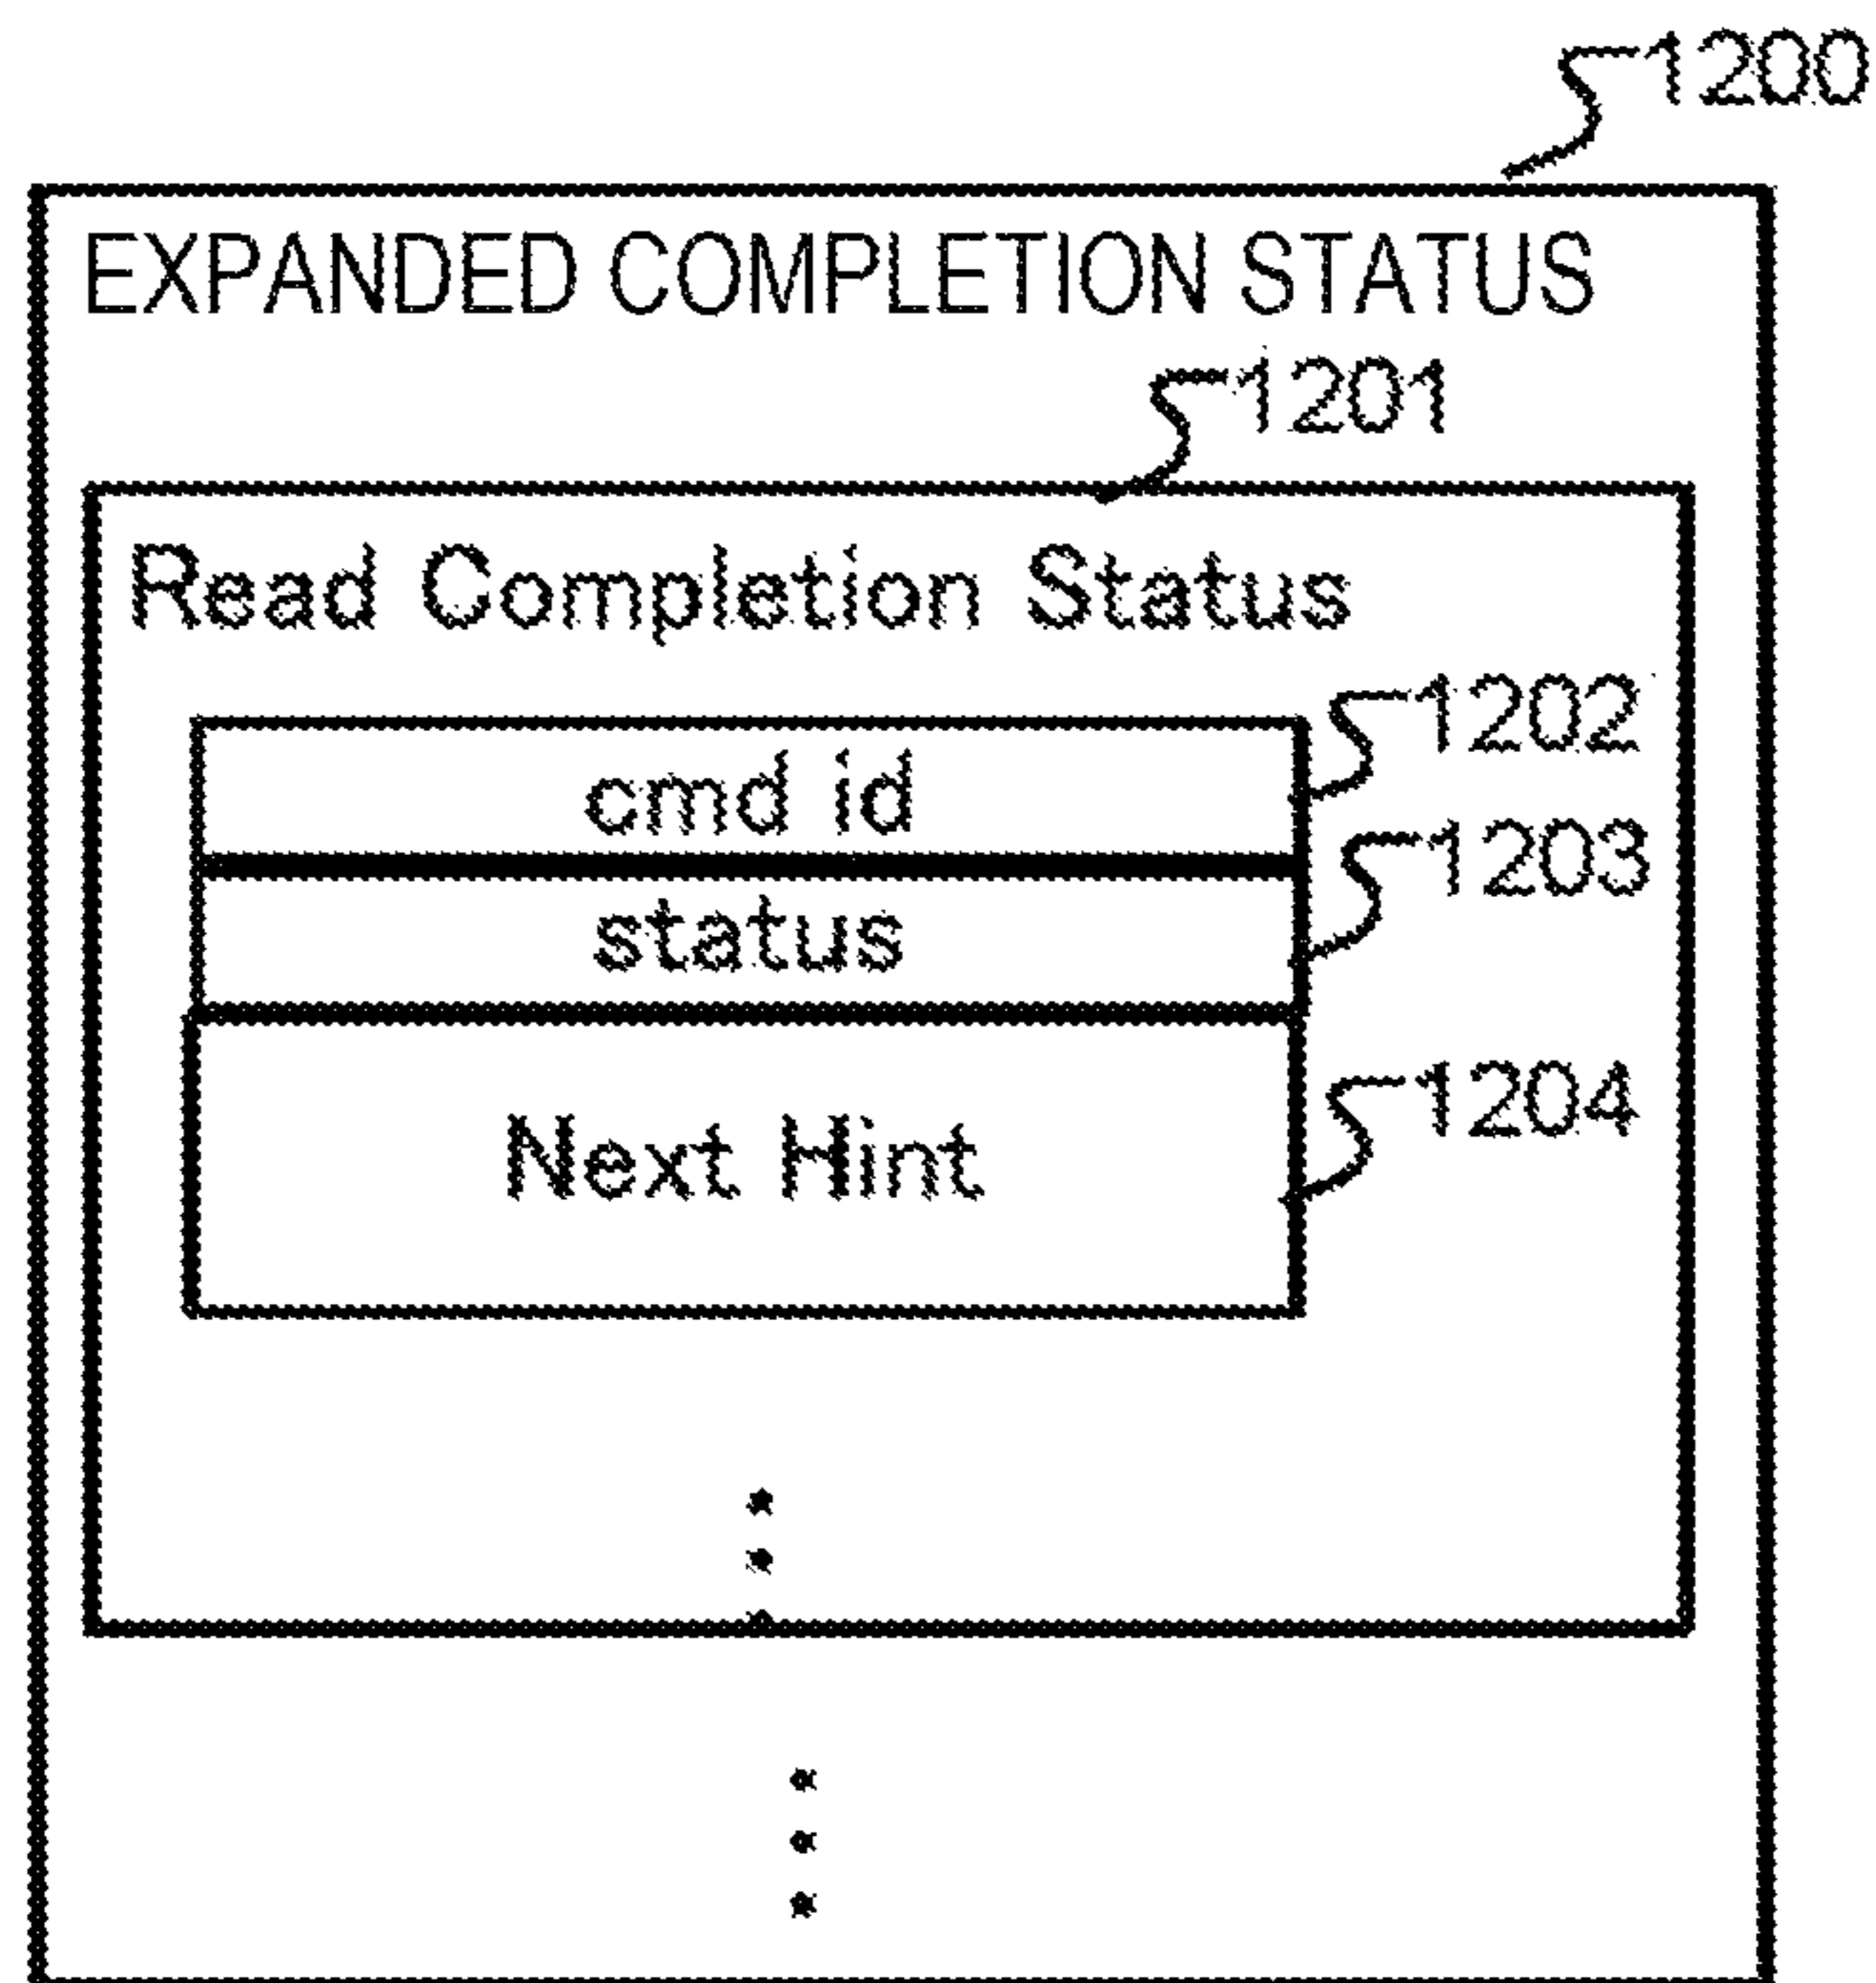 1200
EXPANDED COMPLETION STATUS
1201
Read Completion Status
1202
cmd id
1203
status
1204
Next Hint